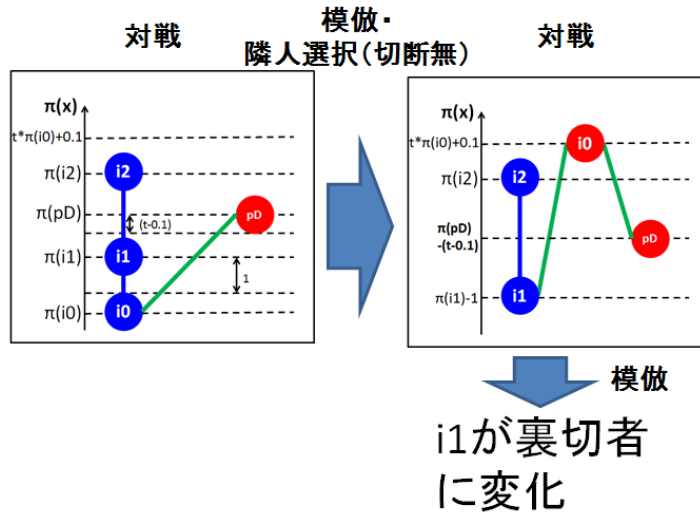 対戦
模倣・
隣人選択(切断無)
対戦
π(x)
t*π(i0)+0.1
π(i2)
π(pD)
(t-0.1)
π(i1)
1
π(i0)
i2
pD
i1
i0
π(x)
t*π(i0)+0.1
π(i2)
π(pD)
-(t-0.1)
π(i1)-1
i0
i2
pD
i1
模倣
i1が裏切者
に変化